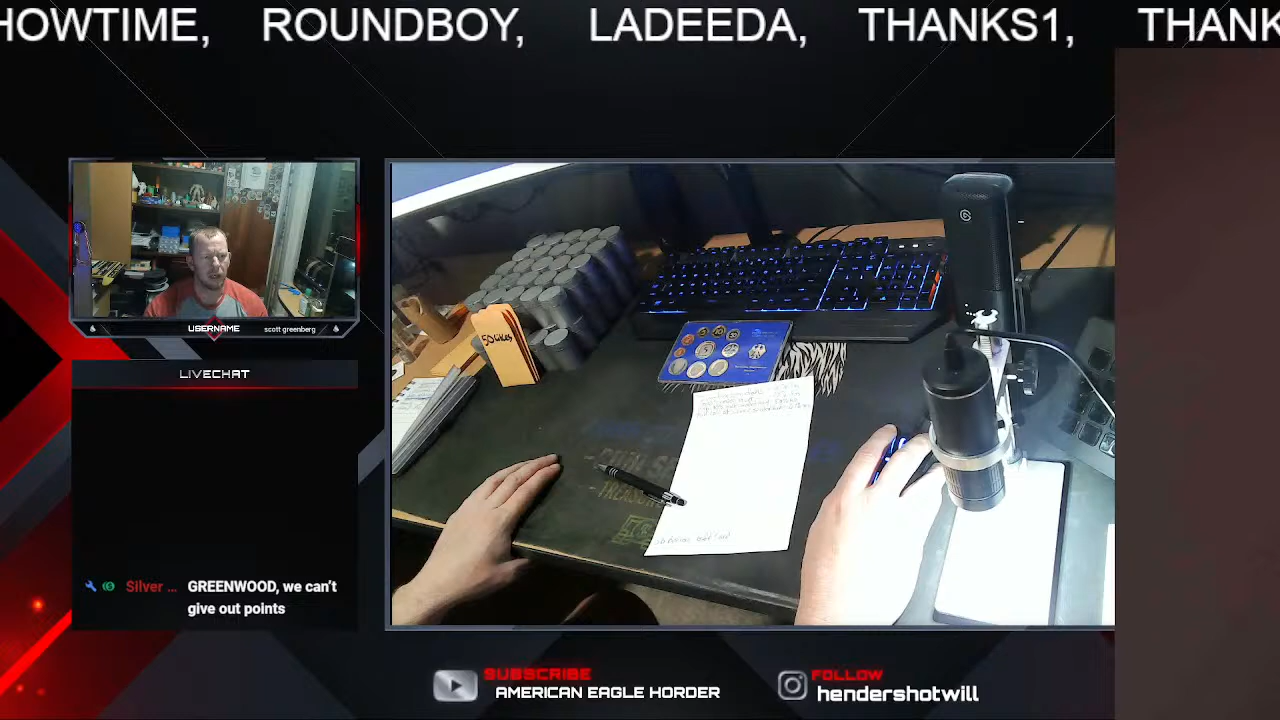 HOWTIME, ROUNDBOY, LADEEDA, THANKS1, THANK
USERNAME scott greenberg
LIVECHAT
Silver ... GREENWOOD, we can't
give out points
SUBSCRIBE
AMERICAN EAGLE HORDER
FOLLOW
hendershotwill